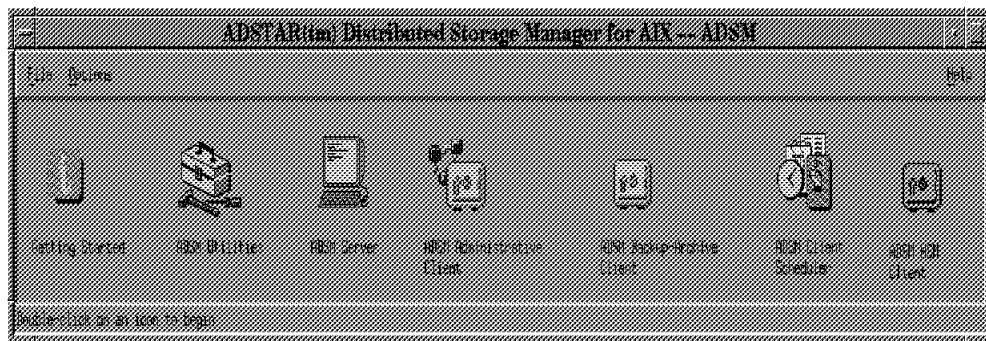 ADSTAR(tm) Distributed Storage Manager for AIX -- ADSM
File Options Help
Getting Started
ADSM Utilities
ADSM Server
ADSM Administrative
Client
ADSM Backup-Archive
Client
ADSM Client
Scheduler
ADSM HSM
Client
Double-click on an icon to begin